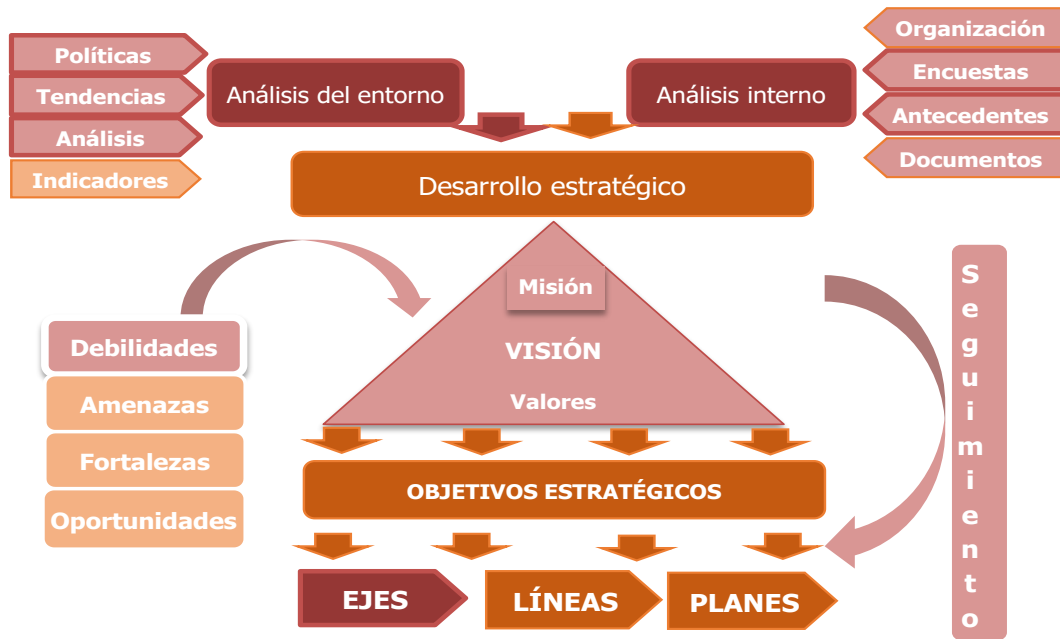 Políticas
Tendencias
Análisis
Indicadores
Análisis del entorno
Análisis interno
Organización
Encuestas
Antecedentes
Documentos
Desarrollo estratégico
Misión
VISIÓN
Valores
Debilidades
Amenazas
Fortalezas
Oportunidades
OBJETIVOS ESTRATÉGICOS
EJES
LÍNEAS
PLANES
Seguimiento